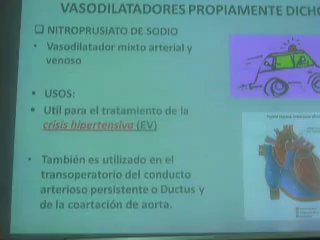 VASODILATADORES PROPIAMENTE DICHO
❑ NITROPRUSIATO DE SODIO
• Vasodilatador mixto arterial y
venoso
▪ USOS:
▪ Util para el tratamiento de la
crisis hipertensiva (EV)
• También es utilizado en el
transoperatorio del conducto
arterioso persistente o Ductus y
de la coartación de aorta.